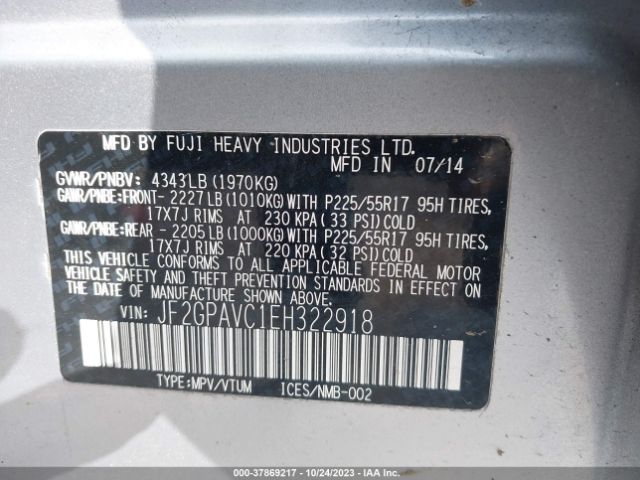 MFD BY FUJI HEAVY INDUSTRIES LTD.
MFD IN 07/14
GVWR/PNBV: 4343LB (1970KG)
GAWR/PNBE:FRONT- 2227LB (1010KG) WITH P225/55R17 95H TIRES,
17X7J RIMS AT 230 KPA ( 33 PSI) COLD
GAWR/PNBE:REAR - 2205LB (1000KG) WITH P225/55R17 95H TIRES,
17X7J RIMS AT 220 KPA ( 32 PSI) COLD
THIS VEHICLE CONFORMS TO ALL APPLICABLE FEDERAL MOTOR
VEHICLE SAFETY AND THEFT PREVENTION STANDARDS IN EFFECT
ON THE DATE OF MANUFACTURE SHOWN ABOVE.
VIN: JF2GPAVC1EH322918
TYPE:MPV/VTUM ICES/NMB-002
000-37869217 - 10/24/2023 - IAA Inc.